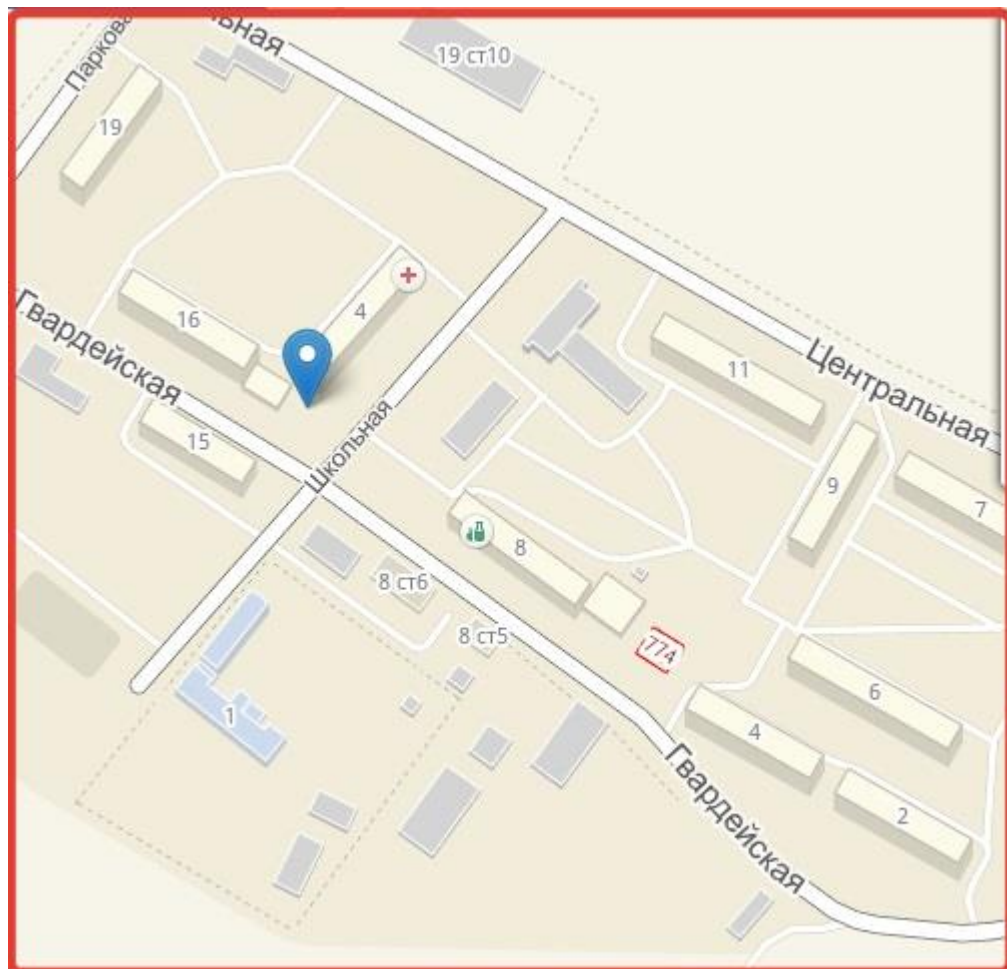 Паркова
льная
19 ст10
19
4
16
Гвардейская
11
Центральная
15
Школьная
9
7
8
8 ст6
8 ст5
774
6
1
4
Гвардейская
2